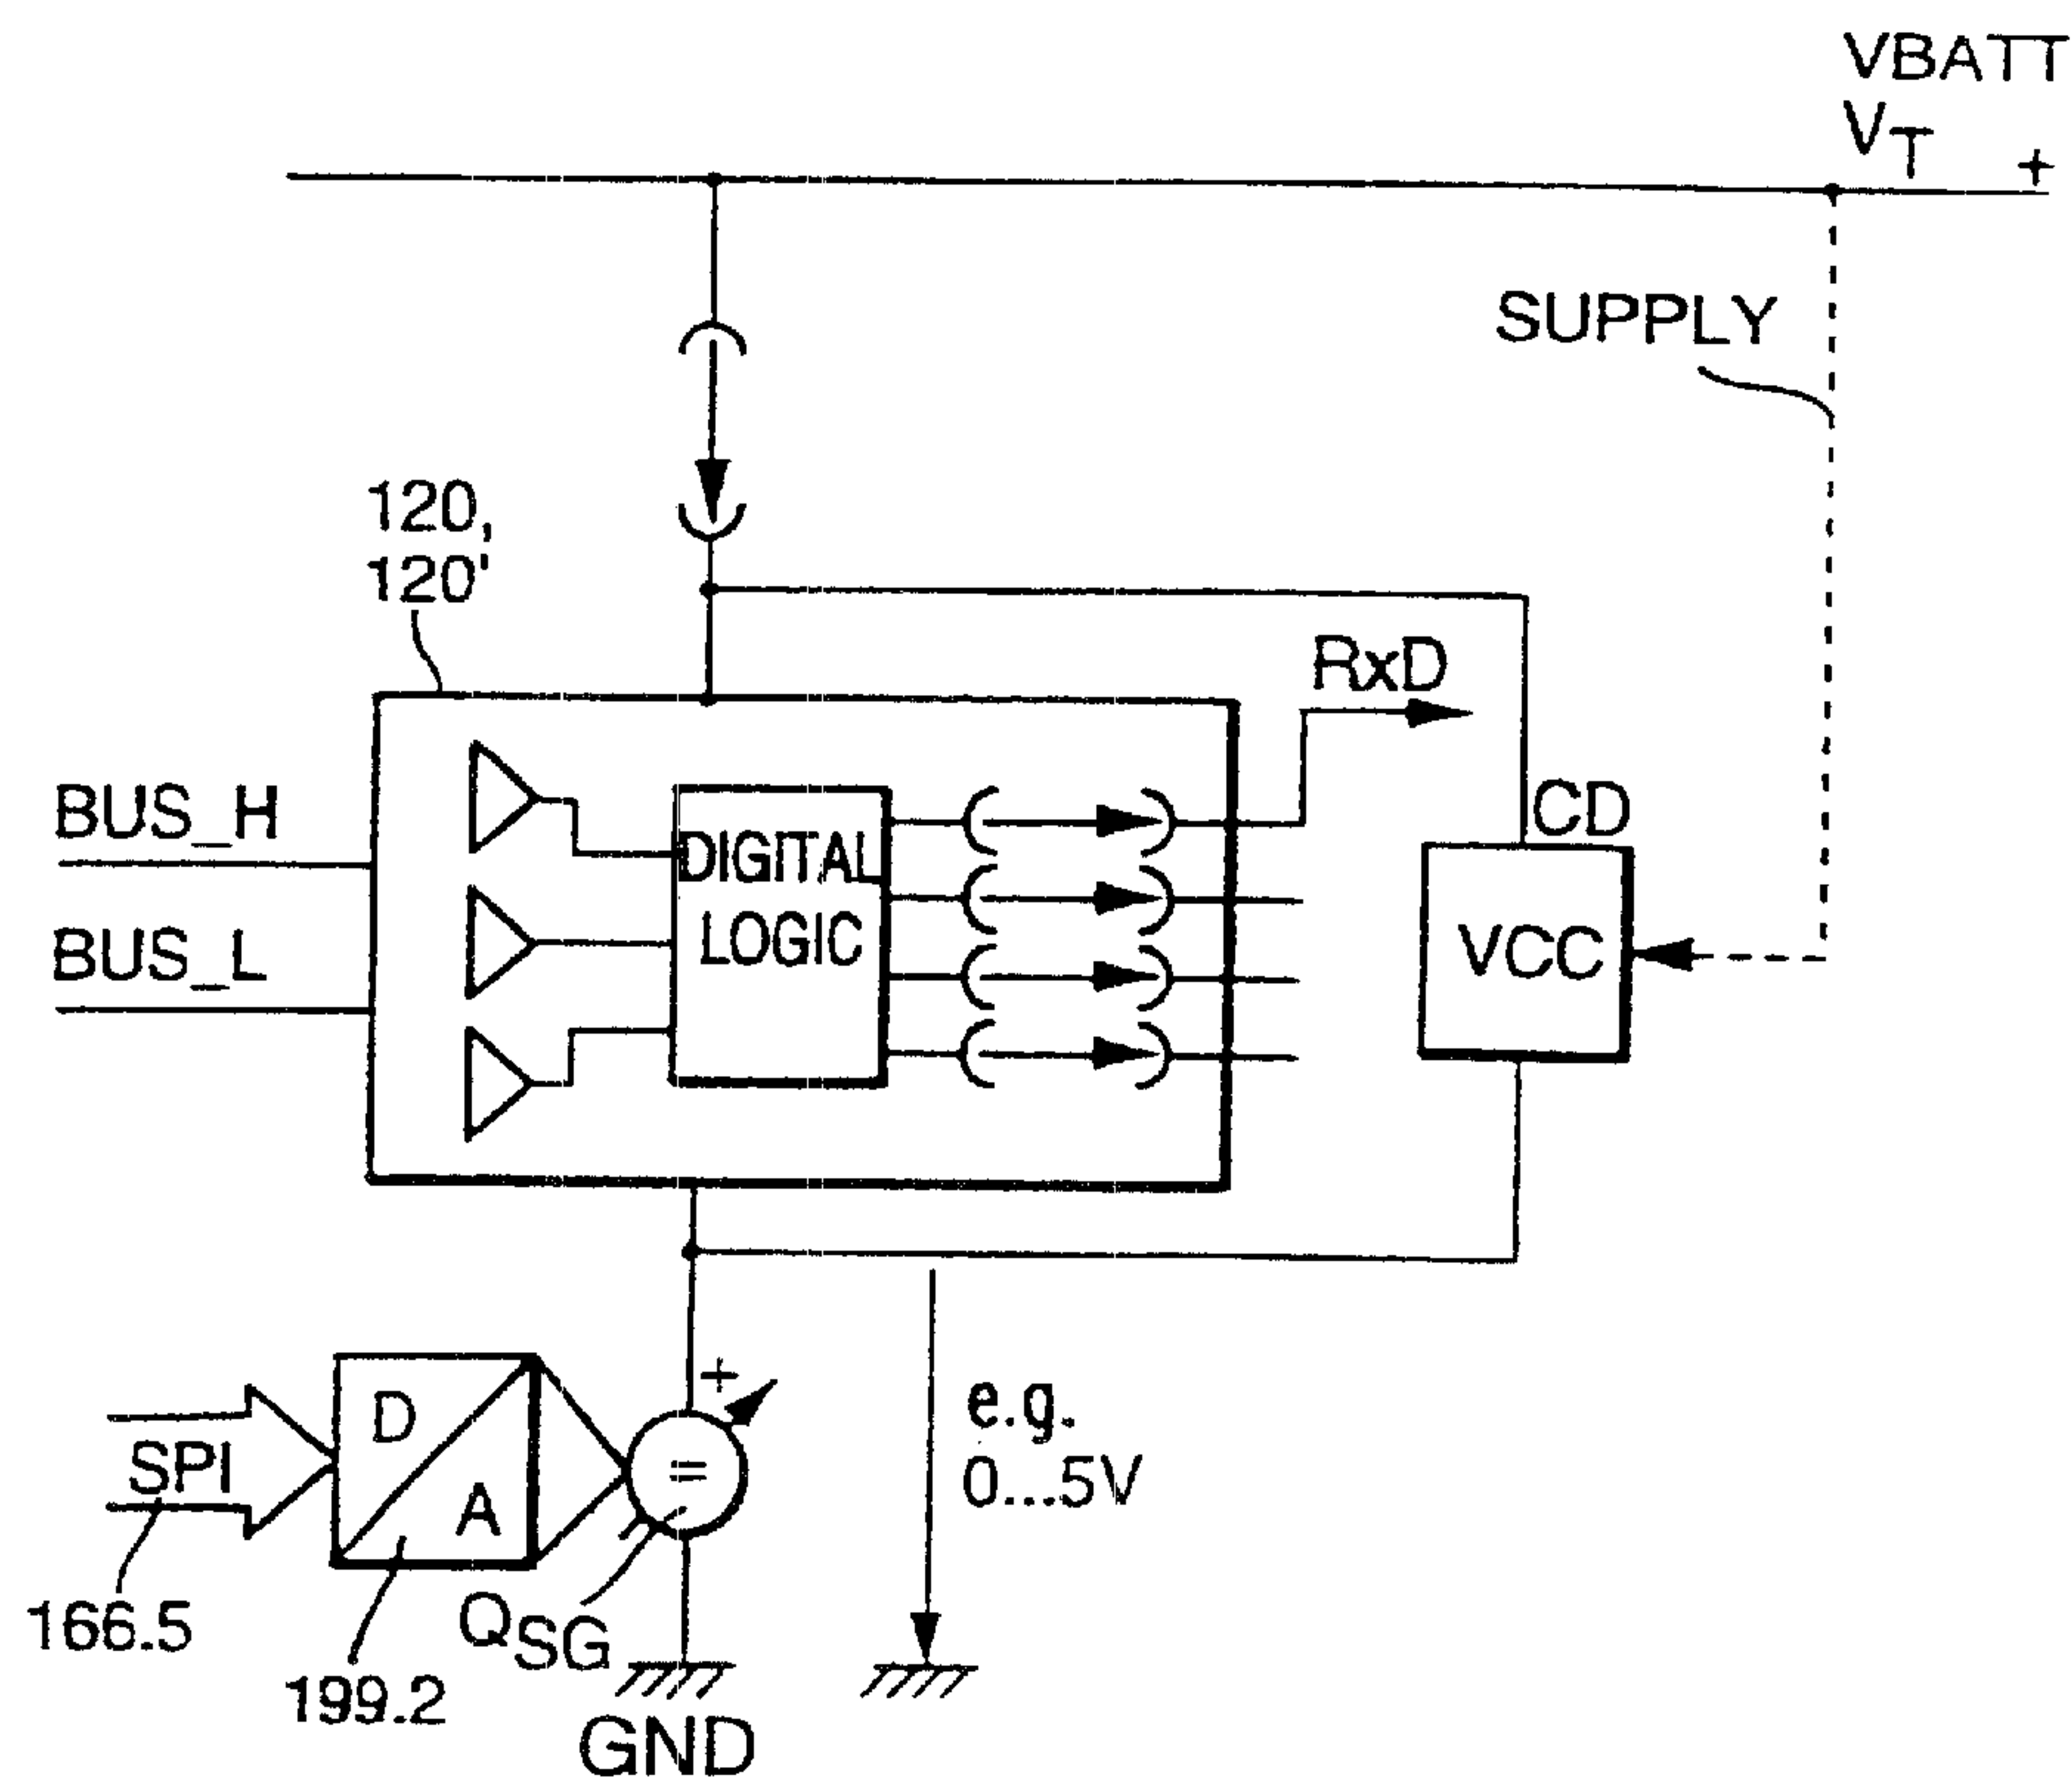 VBATT
VT +
SUPPLY
120,
120'
RxD
BUS_H
CD
DIGITAL
LOGIC
VCC
BUS_L
+
D
A
SPI
=
e.g.
0...5V
166.5
QSG
199.2
GND